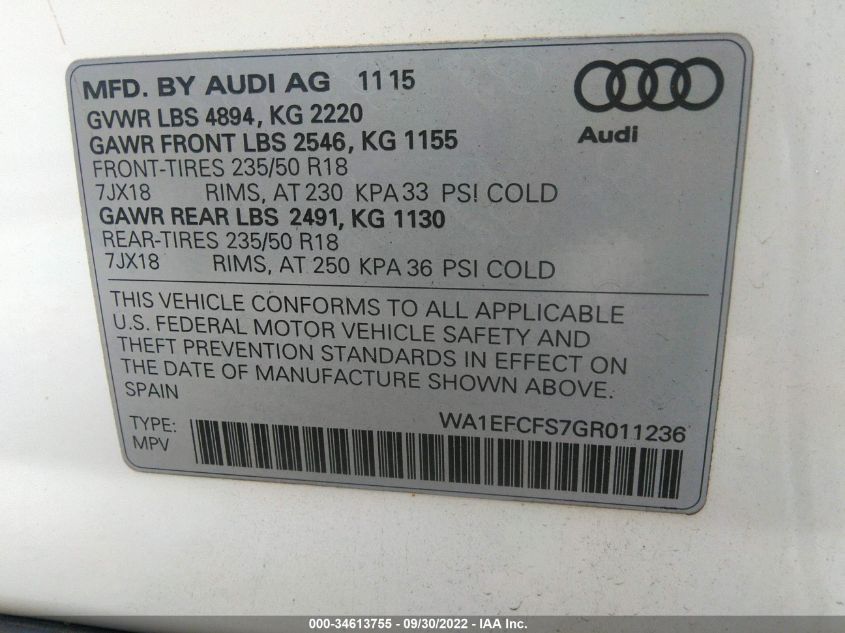 MFD. BY AUDI AG 11 15
GVWR LBS 4894, KG 2220
GAWR FRONT LBS 2546, KG 1155
FRONT-TIRES 235/50 R18
7JX18 RIMS, AT 230 KPA 33 PSI COLD
GAWR REAR LBS 2491, KG 1130
REAR-TIRES 235/50 R18
7JX18 RIMS, AT 250 KPA 36 PSI COLD
Audi
THIS VEHICLE CONFORMS TO ALL APPLICABLE
U.S. FEDERAL MOTOR VEHICLE SAFETY AND
THEFT PREVENTION STANDARDS IN EFFECT ON
THE DATE OF MANUFACTURE SHOWN ABOVE.
SPAIN
WA1EFCFS7GR011236
TYPE:
MPV
000-34613755 - 09/30/2022 - IAA Inc.